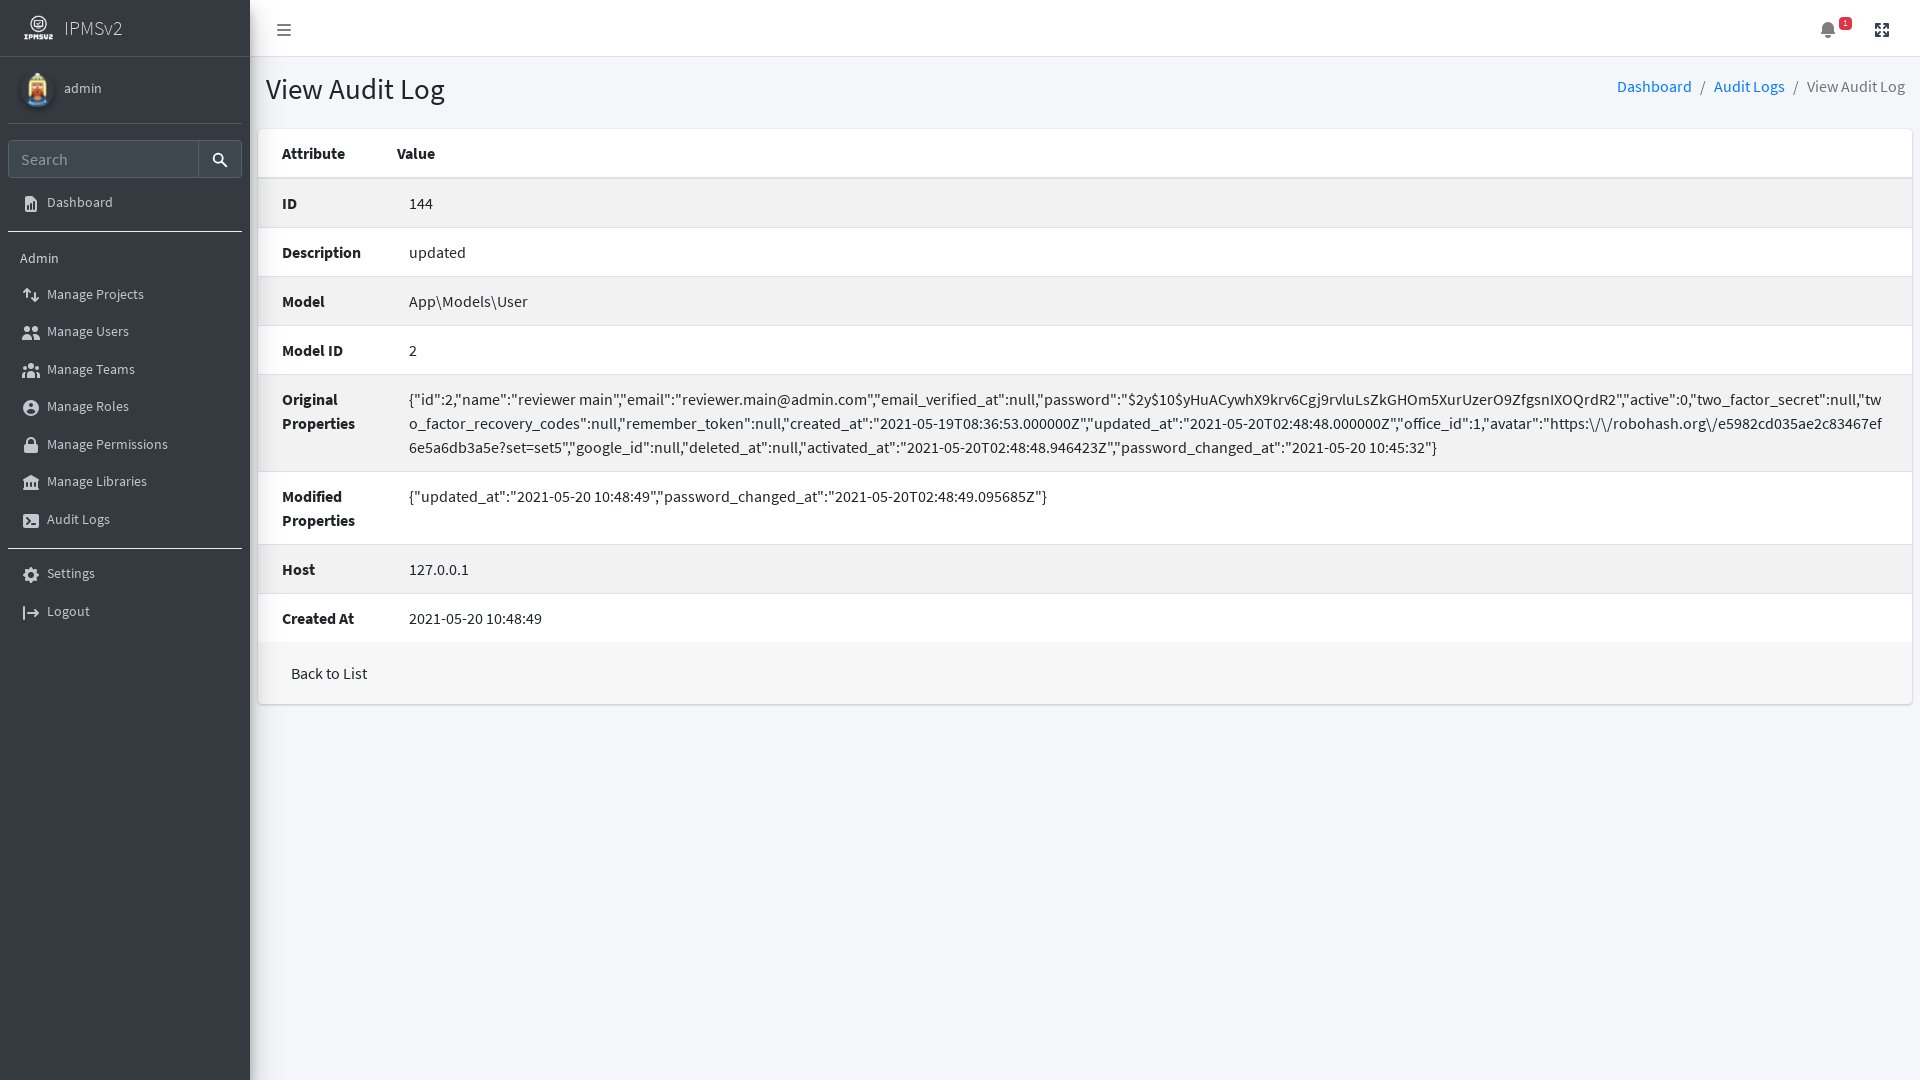 IPMSV2
IPMSv2
1
admin
View Audit Log
Dashboard / Audit Logs / View Audit Log
Search
Dashboard
Admin
Manage Projects
Manage Users
Manage Teams
Manage Roles
Manage Permissions
Manage Libraries
Audit Logs
Settings
Logout
Attribute Value
ID 144
Description updated
Model App\Models\User
Model ID 2
Original {"id":2,"name":"reviewer main","email":"reviewer.main@admin.com","email_verified_at":null,"password":"$2y$10$yHuACywhX9krv6Cgj9rvluLsZkGHOm5XurUzerO9ZfgsnIXOQrdR2","active":0,"two_factor_secret":null,"tw
Properties o_factor_recovery_codes":null,"remember_token":null,"created_at":"2021-05-19T08:36:53.000000Z","updated_at":"2021-05-20T02:48:48.000000Z","office_id":1,"avatar":"https:\/\/robohash.org\/e5982cd035ae2c83467ef
6e5a6db3a5e?set=set5","google_id":null,"deleted_at":null,"activated_at":"2021-05-20T02:48:48.946423Z","password_changed_at":"2021-05-20 10:45:32"}
Modified {"updated_at":"2021-05-20 10:48:49","password_changed_at":"2021-05-20T02:48:49.095685Z"}
Properties
Host 127.0.0.1
Created At 2021-05-20 10:48:49
Back to List